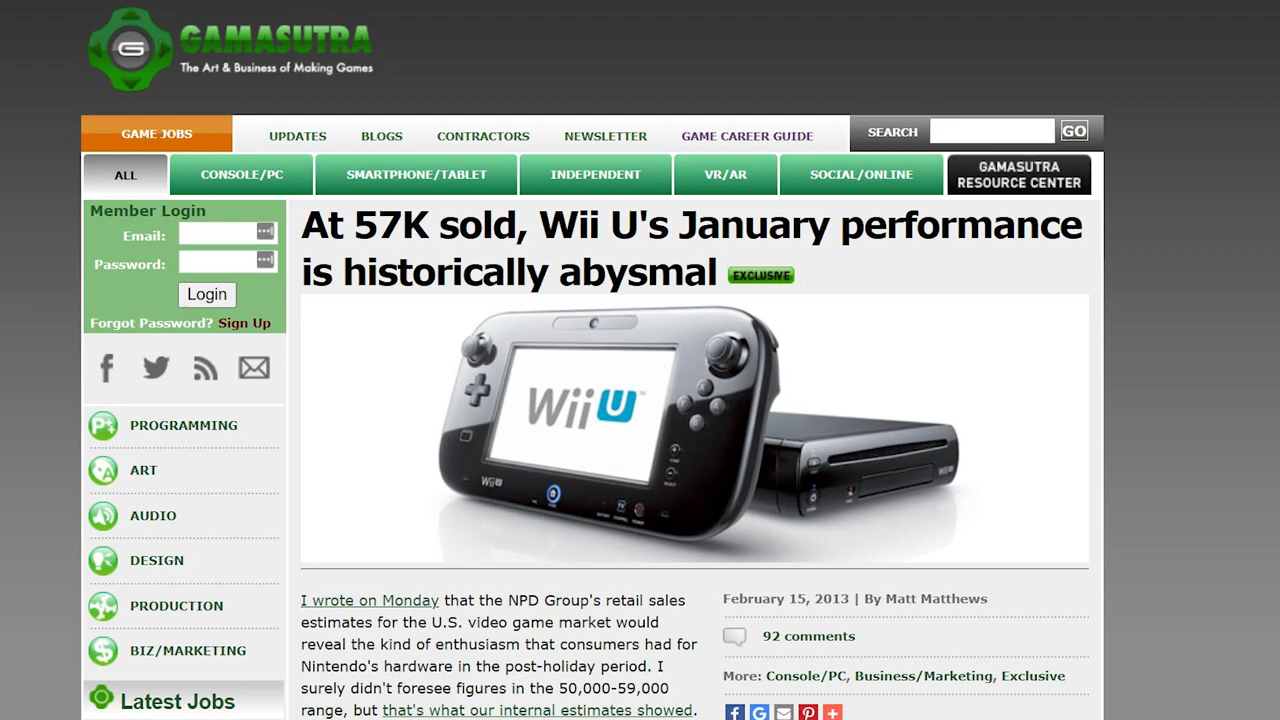 GAMASUTRA
The Art & Business of Making Games
GAME JOBS
UPDATES BLOGS CONTRACTORS NEWSLETTER GAME CAREER GUIDE
SEARCH GO
ALL CONSOLE/PC SMARTPHONE/TABLET INDEPENDENT VR/AR SOCIAL/ONLINE
GAMASUTRA
RESOURCE CENTER
Member Login
Email:
Password:
Login
Forgot Password? Sign Up
PROGRAMMING
ART
AUDIO
DESIGN
PRODUCTION
BIZ/MARKETING
Latest Jobs
At 57K sold, Wii U's January performance
is historically abysmal EXCLUSIVE
Wii U
Wii U
Wii U
I wrote on Monday that the NPD Group's retail sales
estimates for the U.S. video game market would
reveal the kind of enthusiasm that consumers had for
Nintendo's hardware in the post-holiday period. I
surely didn't foresee figures in the 50,000-59,000
range, but that's what our internal estimates showed.
February 15, 2013 | By Matt Matthews
92 comments
More: Console/PC, Business/Marketing, Exclusive